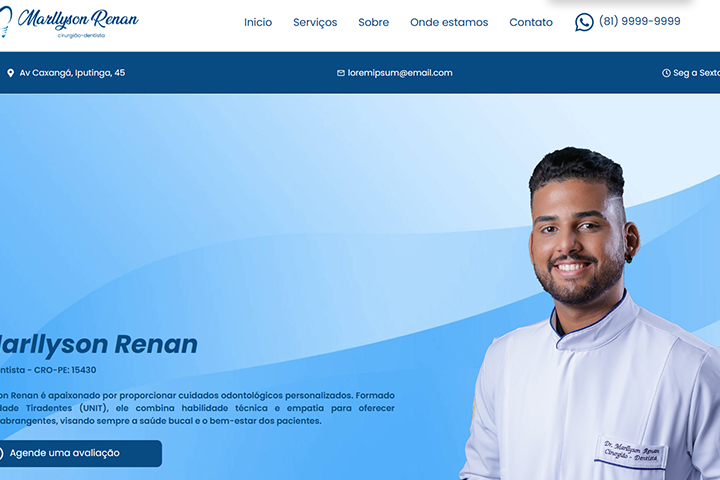 Marllyson Renan
cirurgião-dentista
Inicio Serviços Sobre Onde estamos Contato (81) 9999-9999
Av Caxangá, Iputinga, 45 loremipsum@email.com Seg a Sexta
arllyson Renan
ntista - CRO-PE: 15430
on Renan é apaixonado por proporcionar cuidados odontológicos personalizados. Formado
dade Tiradentes (UNIT), ele combina habilidade técnica e empatia para oferecer
abrangentes, visando sempre a saúde bucal e o bem-estar dos pacientes.
Agende uma avaliação
Dr. Marllyson Renan
Cirurgião - Dentista